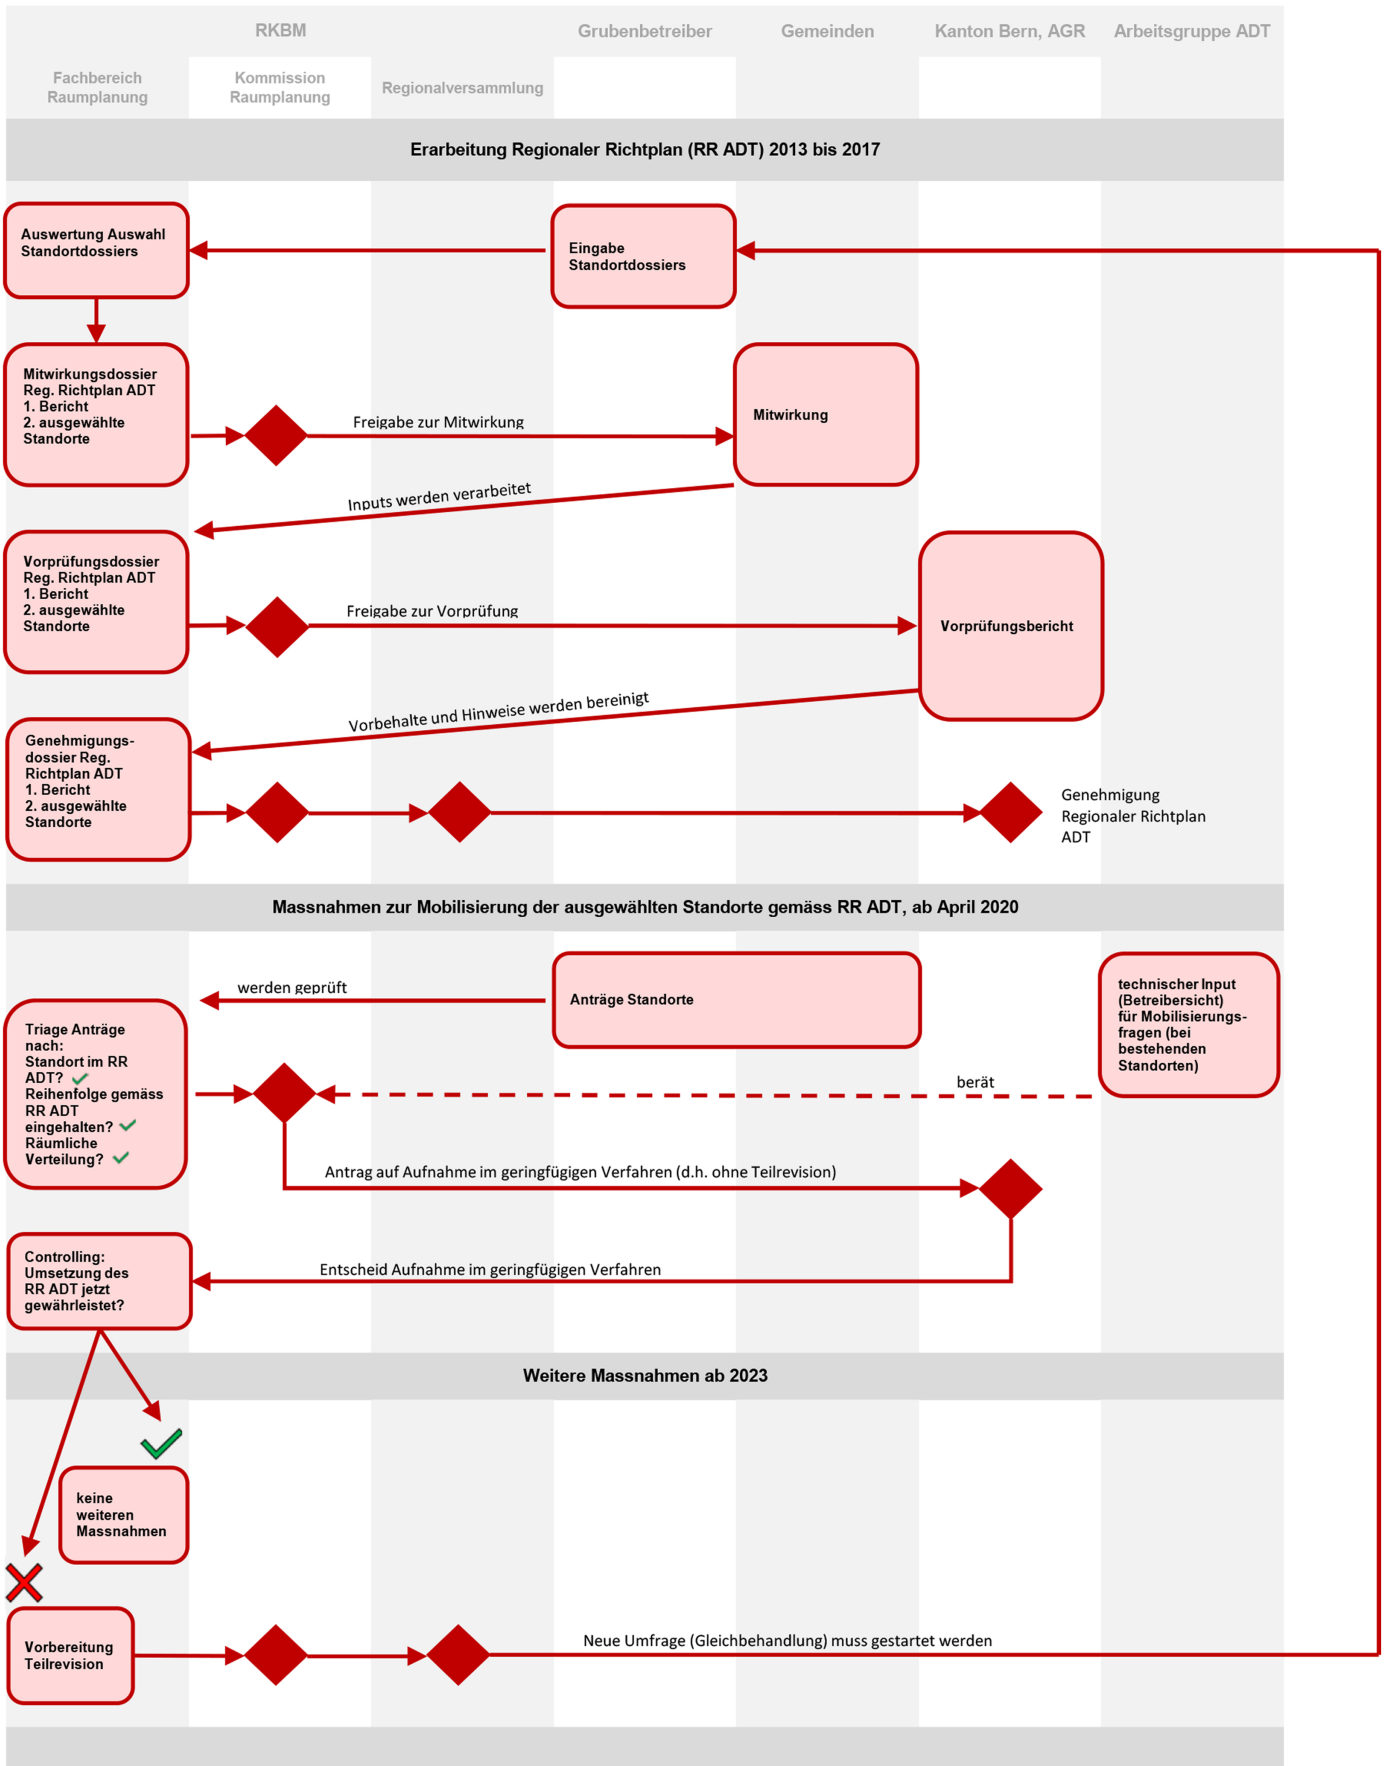 RKBM
Grubenbetreiber
Gemeinden
Kanton Bern, AGR
Arbeitsgruppe ADT
Fachbereich
Raumplanung
Kommission
Raumplanung
Regionalversammlung
Erarbeitung Regionaler Richtplan (RR ADT) 2013 bis 2017
Auswertung Auswahl
Standortdossiers
Eingabe
Standortdossiers
Mitwirkungsdossier
Reg. Richtplan ADT
1. Bericht
2. ausgewählte
Standorte
Freigabe zur Mitwirkung
Mitwirkung
Inputs werden verarbeitet
Vorprüfungsdossier
Reg. Richtplan ADT
1. Bericht
2. ausgewählte
Standorte
Freigabe zur Vorprüfung
Vorprüfungsbericht
Vorbehalte und Hinweise werden bereinigt
Genehmigungs-
dossier Reg.
Richtplan ADT
1. Bericht
2. ausgewählte
Standorte
Genehmigung
Regionaler Richtplan
ADT
Massnahmen zur Mobilisierung der ausgewählten Standorte gemäss RR ADT, ab April 2020
werden geprüft
Anträge Standorte
technischer Input
(Betreibersicht)
für Mobilisierungs-
fragen (bei
bestehenden
Standorten)
Triage Anträge
nach:
Standort im RR
ADT?
Reihenfolge gemäss
RR ADT
eingehalten?
Räumliche
Verteilung?
berät
Antrag auf Aufnahme im geringfügigen Verfahren (d.h. ohne Teilrevision)
Controlling:
Umsetzung des
RR ADT jetzt
gewährleistet?
Entscheid Aufnahme im geringfügigen Verfahren
Weitere Massnahmen ab 2023
keine
weiteren
Massnahmen
Vorbereitung
Teilrevision
Neue Umfrage (Gleichbehandlung) muss gestartet werden